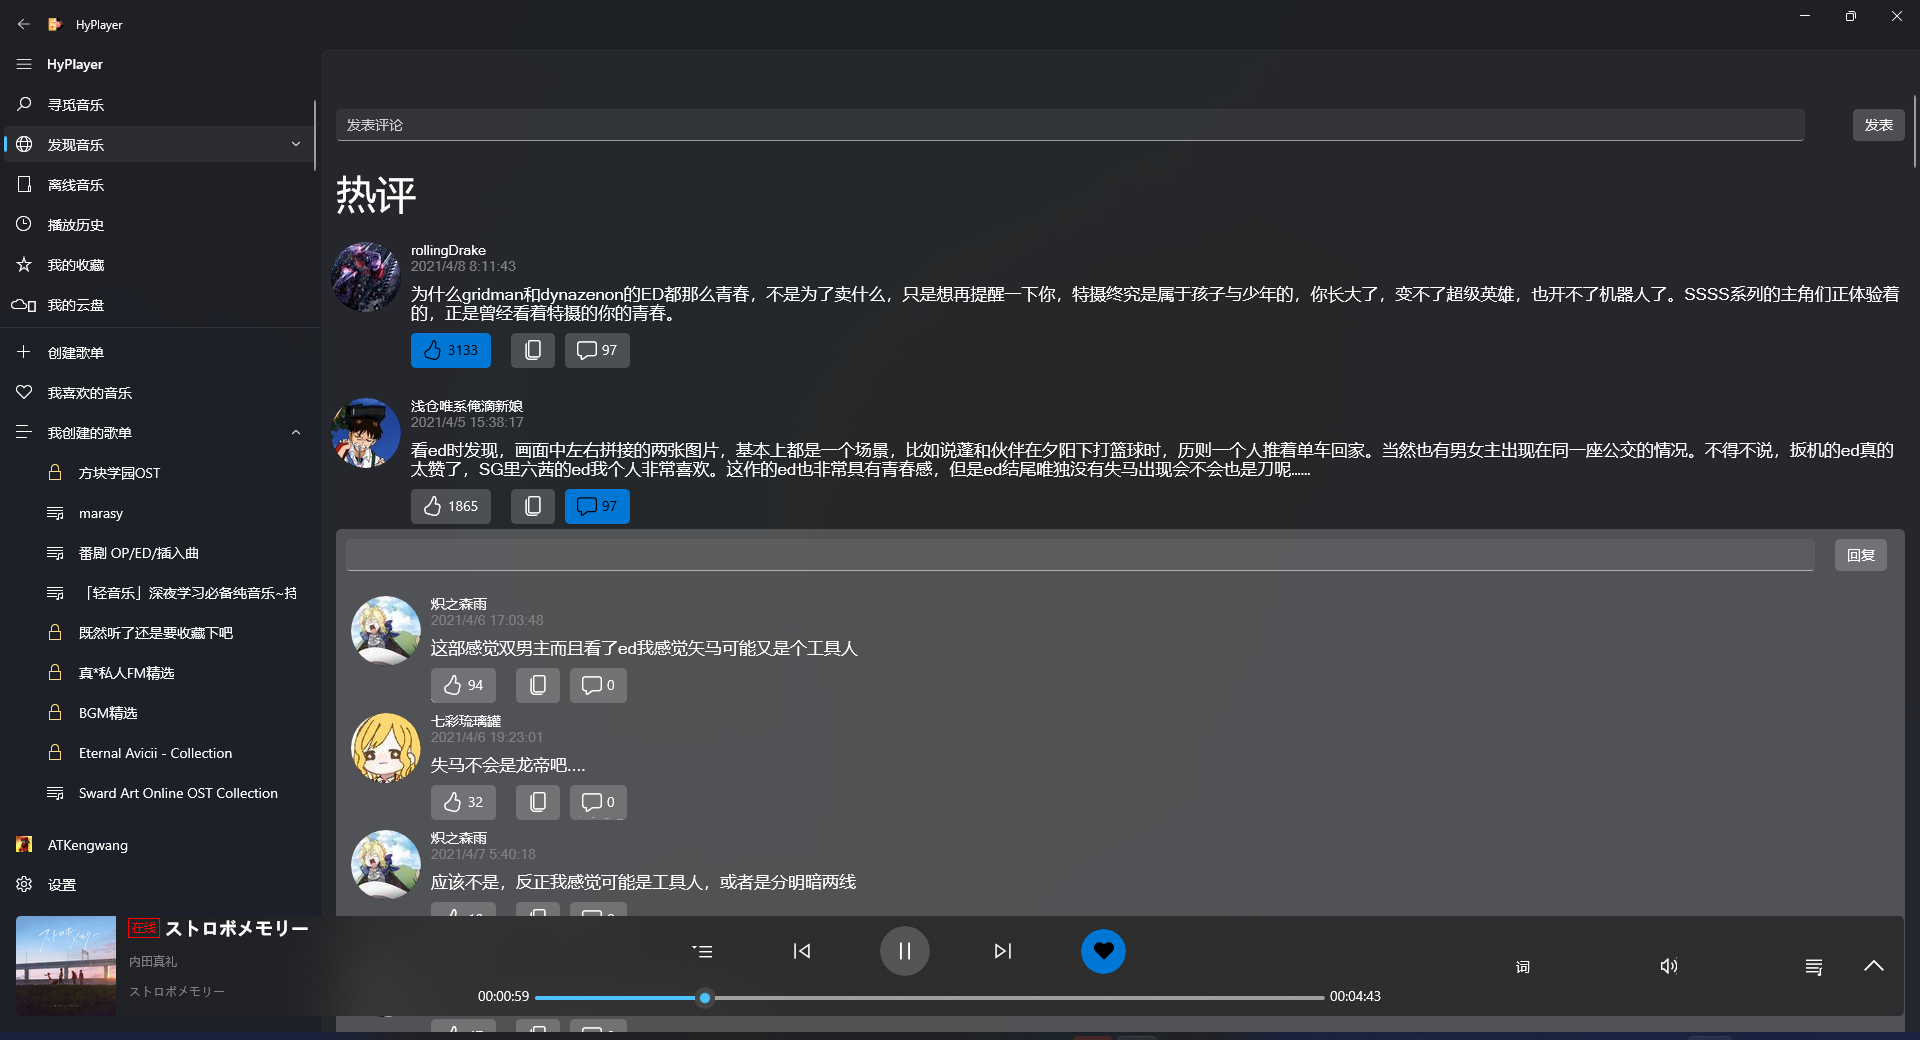 HyPlayer
HyPlayer
寻觅音乐
发现音乐
离线音乐
播放历史
我的收藏
我的云盘
创建歌单
我喜欢的音乐
我创建的歌单
方块学园OST
marasy
番剧 OP/ED/插入曲
「轻音乐」深夜学习必备纯音乐~持
既然听了还是要收藏下吧
真*私人FM精选
BGM精选
Eternal Avicii - Collection
Sward Art Online OST Collection
ATKengwang
设置
发表评论
发表
热评
rollingDrake
2021/4/8 8:11:43
为什么gridman和dynazenon的ED都那么青春，不是为了卖什么，只是想再提醒一下你，特摄终究是属于孩子与少年的，你长大了，变不了超级英雄，也开不了机器人了。SSSS系列的主角们正体验着
的，正是曾经看着特摄的你的青春。
3133
97
浅仓唯系俺滴新娘
2021/4/5 15:38:17
看ed时发现，画面中左右拼接的两张图片，基本上都是一个场景，比如说蓬和伙伴在夕阳下打篮球时，历则一个人推着单车回家。当然也有男女主出现在同一座公交的情况。不得不说，扳机的ed真的
太赞了，SG里六茜的ed我个人非常喜欢。这作的ed也非常具有青春感，但是ed结尾唯独没有失马出现会不会也是刀呢......
1865
97
回复
炽之森雨
2021/4/6 17:03:48
这部感觉双男主而且看了ed我感觉矢马可能又是个工具人
94
0
七彩琉璃罐
2021/4/6 19:23:01
失马不会是龙帝吧....
32
0
炽之森雨
2021/4/7 5:40:18
应该不是，反正我感觉可能是工具人，或者是分明暗两线
在线 ストロボメモリー
内田真礼
ストロボメモリー
00:00:59
00:04:43
词